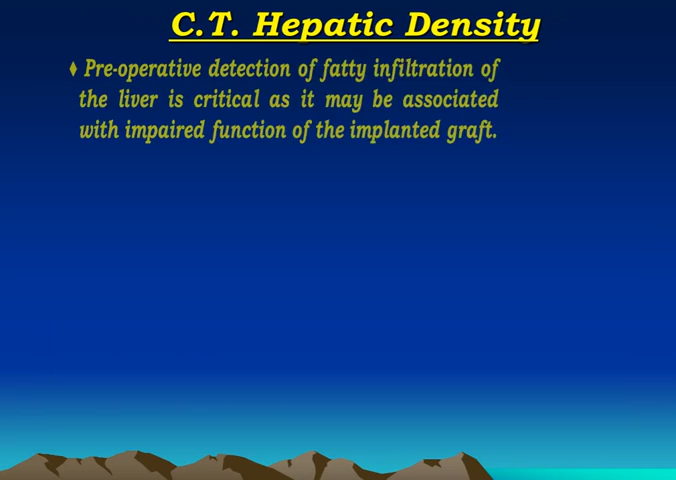 C.T. Hepatic Density
♦ Pre-operative detection of fatty infiltration of
the liver is critical as it may be associated
with impaired function of the implanted graft.